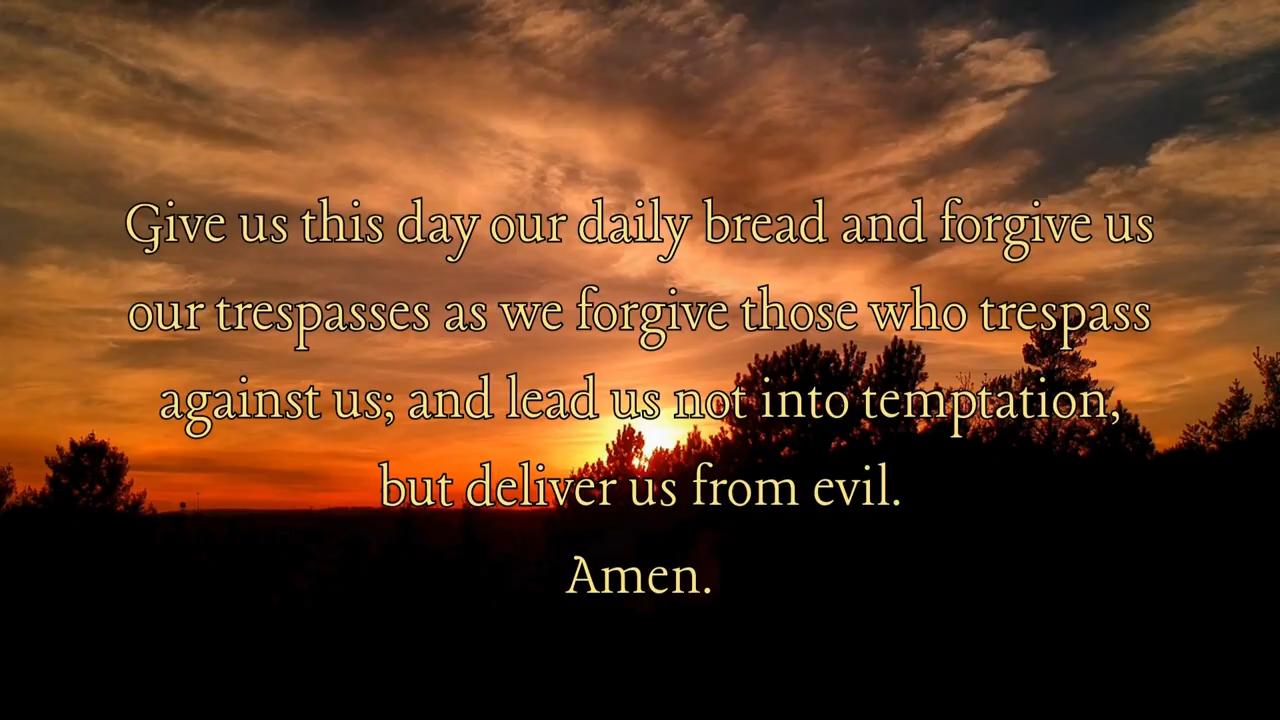 Give us this day our daily bread and forgive us
our trespasses as we forgive those who trespass
against us; and lead us not into temptation,
but deliver us from evil.
Amen.